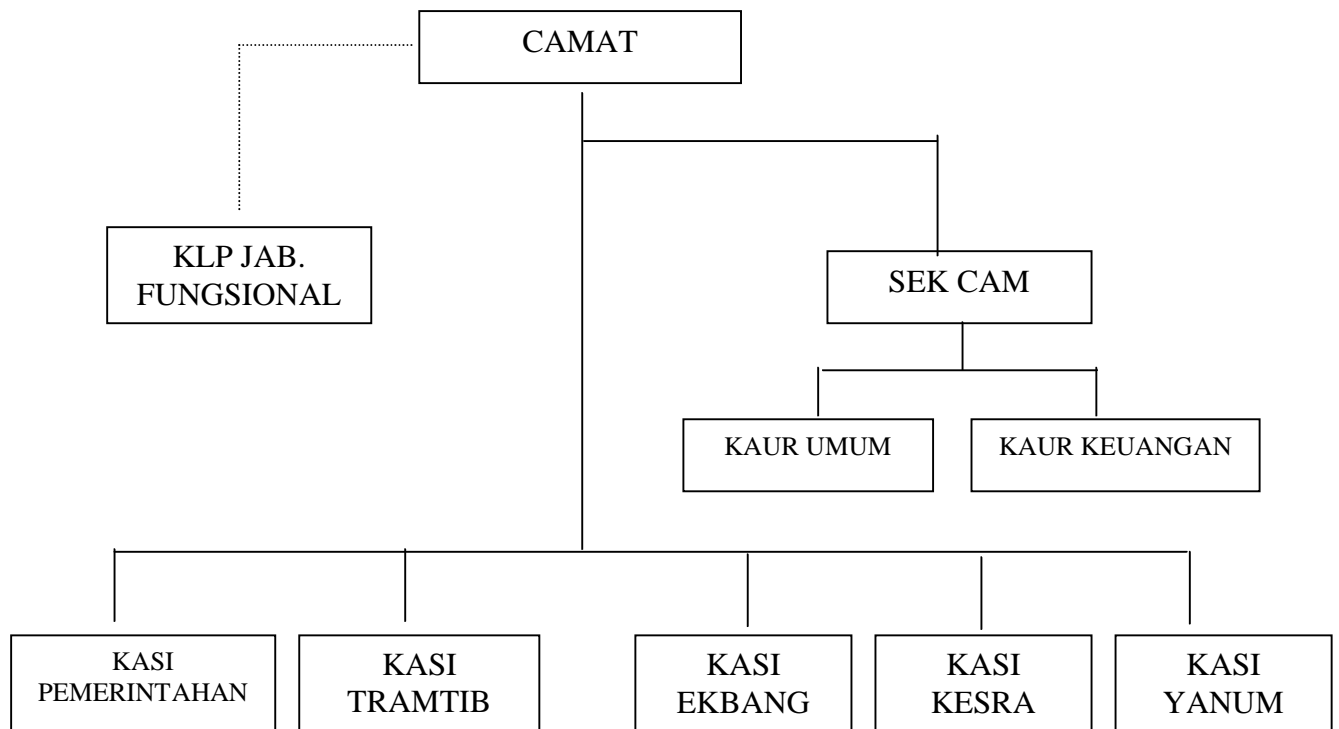 CAMAT
KLP JAB.
FUNGSIONAL
SEK CAM
KAUR UMUM
KAUR KEUANGAN
KASI
PEMERINTAHAN
KASI
TRAMTIB
KASI
EKBANG
KASI
KESRA
KASI
YANUM